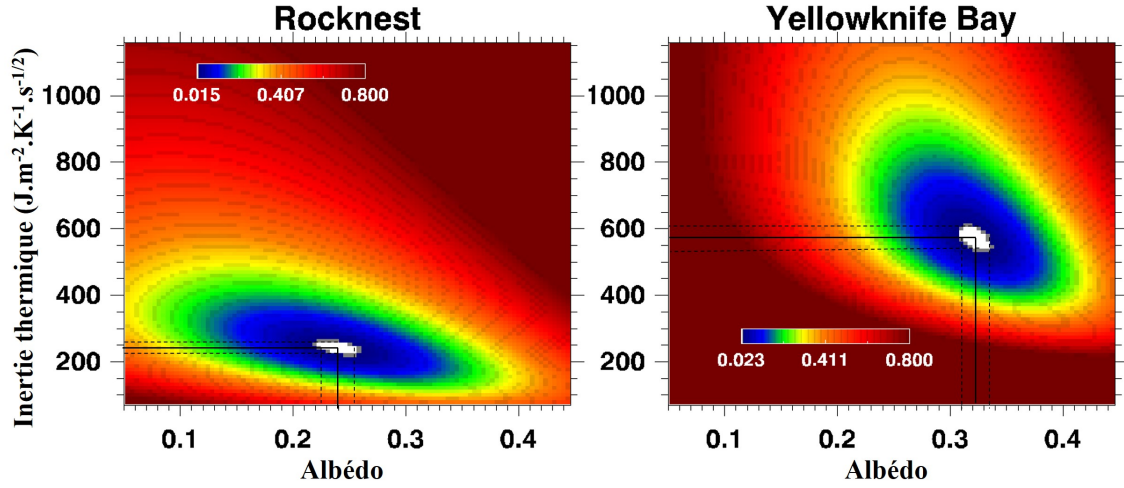 Rocknest
Yellowknife Bay
Inertie thermique (J.m⁻².K⁻¹.s⁻¹/²)
1000
800
600
400
200
0.015 0.407 0.800
0.1 0.2 0.3 0.4
Albédo
1000
800
600
400
200
0.023 0.411 0.800
0.1 0.2 0.3 0.4
Albédo